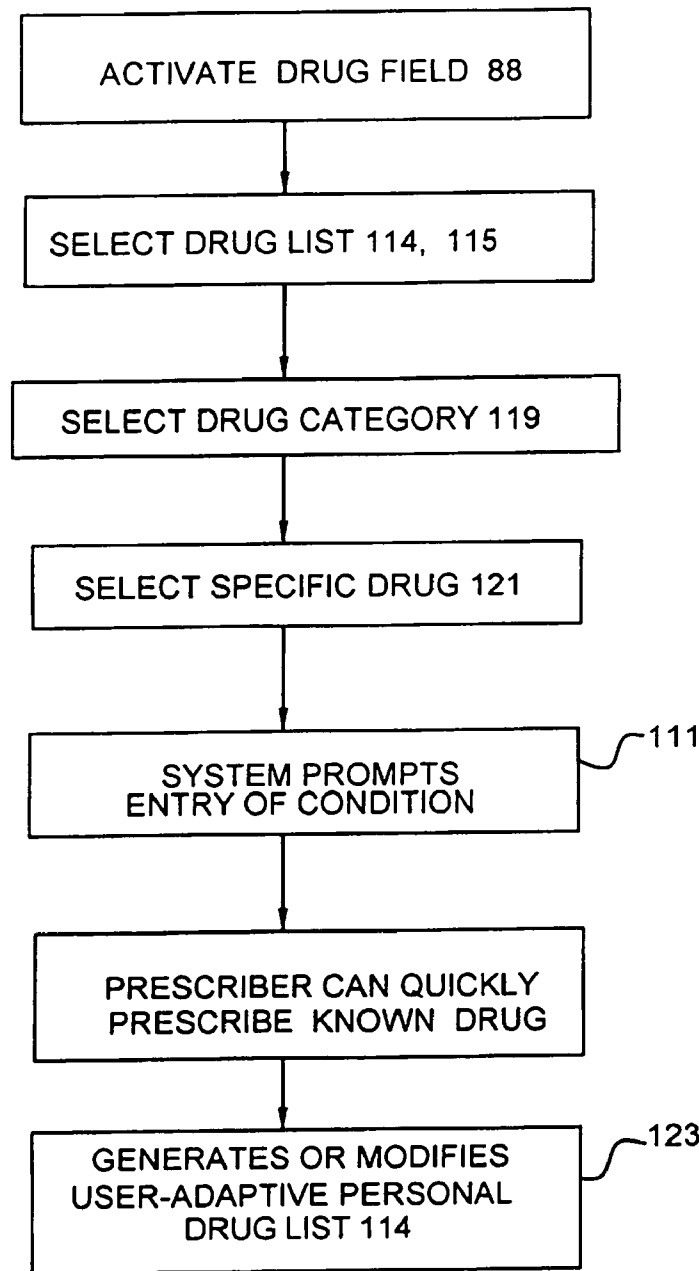 ACTIVATE DRUG FIELD 88
SELECT DRUG LIST 114, 115
SELECT DRUG CATEGORY 119
SELECT SPECIFIC DRUG 121
111
SYSTEM PROMPTS
ENTRY OF CONDITION
PRESCRIBER CAN QUICKLY
PRESCRIBE KNOWN DRUG
123
GENERATES OR MODIFIES
USER-ADAPTIVE PERSONAL
DRUG LIST 114